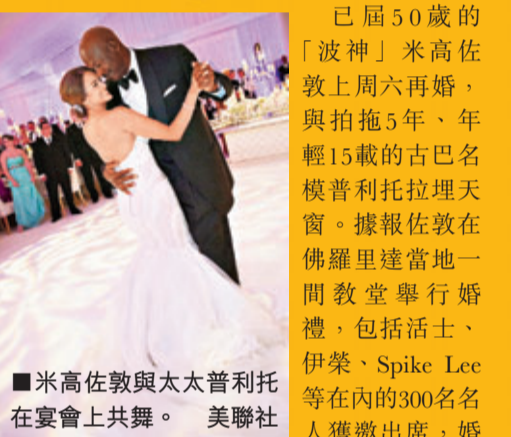 已屆50歲的
「波神」米高佐
敦上周六再婚，
與拍拖5年、年
輕15載的古巴名
模普利托拉埋天
窗。據報佐敦在
佛羅里達當地一
間教堂舉行婚
禮，包括活士、
伊榮、Spike Lee
等在內的300名名
人獲邀出席，婚
■米高佐敦與太太普利托
在宴會上共舞。 美聯社